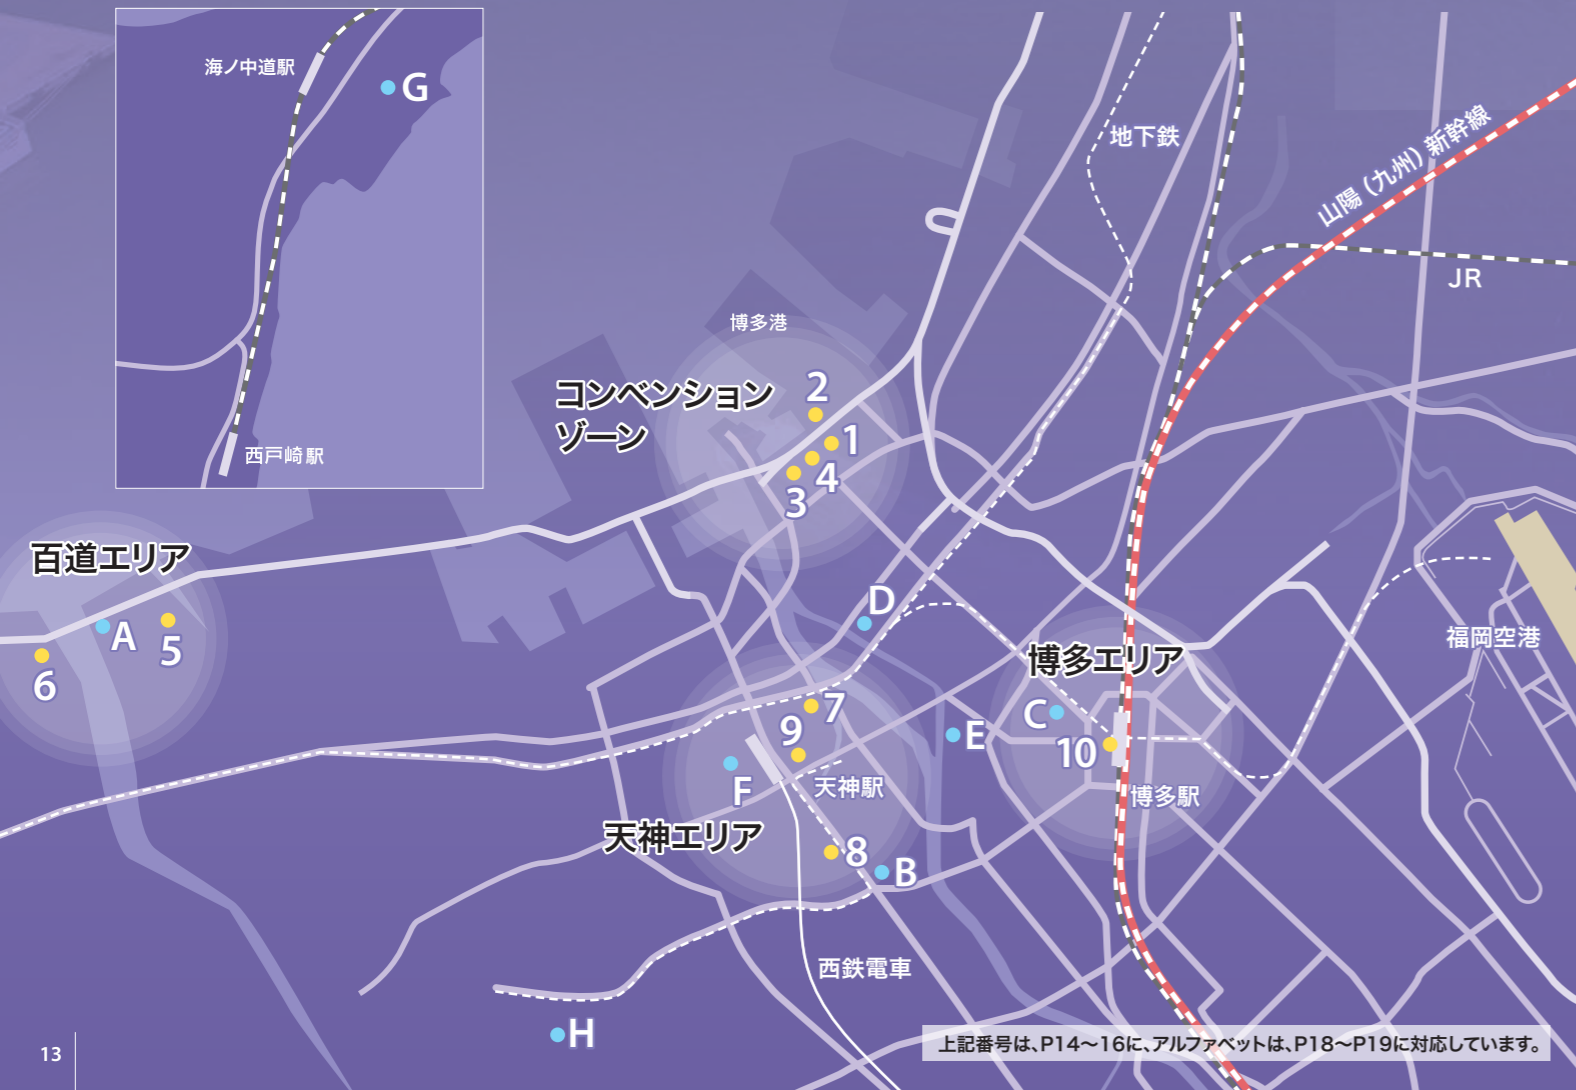 海ノ中道駅
G
西戸崎駅
地下鉄
山陽（九州）新幹線
JR
博多港
コンベンション
ゾーン
2
1
4
3
百道エリア
A
5
6
D
福岡空港
博多エリア
C
10
博多駅
E
7
9
F
天神駅
天神エリア
8
B
西鉄電車
H
13
上記番号は、P14〜16に、アルファベットは、P18〜P19に対応しています。